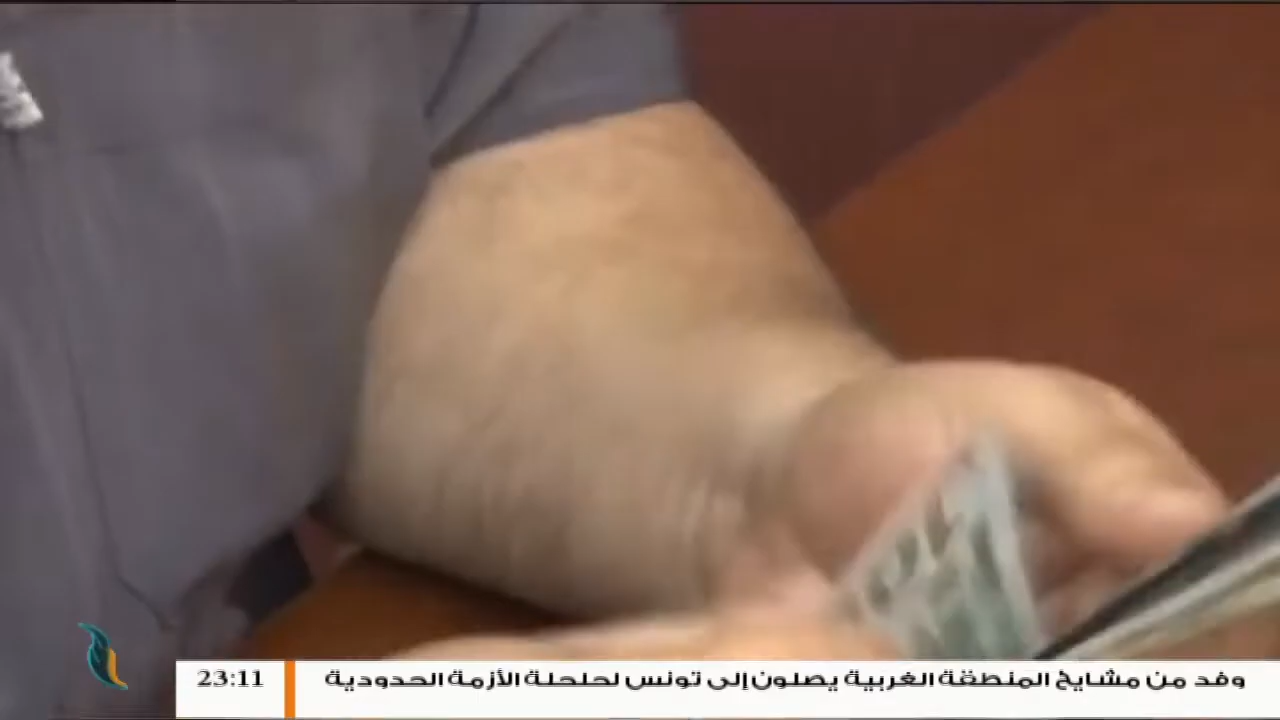 23:11
وفد من مشايخ المنطقة الغربية يصلون إلى تونس لحلحلة الأزمة الحدودية